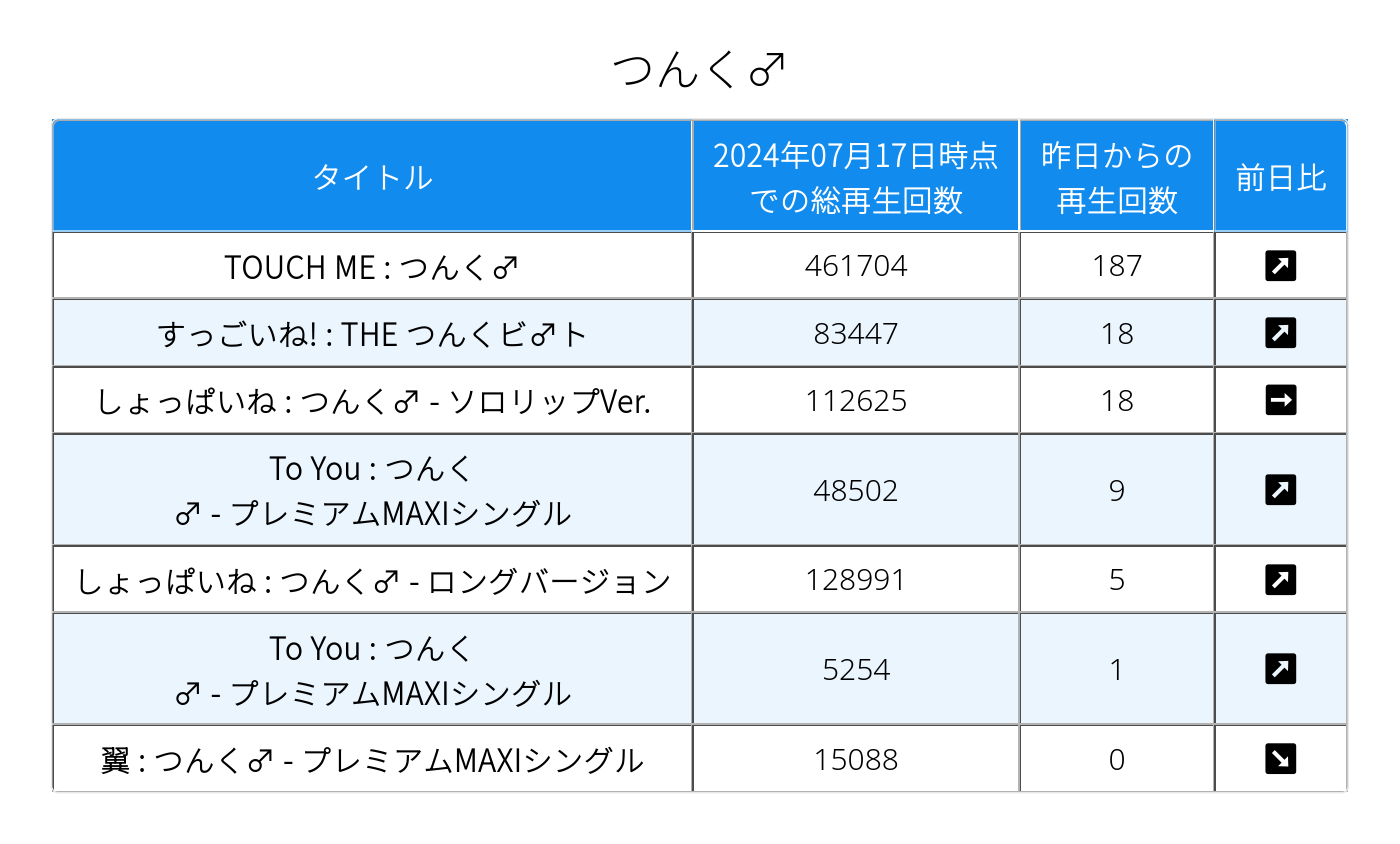 つんく♂
タイトル
2024年07月17日時点
での総再生回数
昨日からの
再生回数
前日比
TOUCH ME : つんく♂
461704
187
↗
すっごいね! : THE つんくビ♂ト
83447
18
↗
しょっぱいね : つんく♂ - ソロリップVer.
112625
18
→
To You : つんく
♂ - プレミアムMAXIシングル
48502
9
↗
しょっぱいね : つんく♂ - ロングバージョン
128991
5
↗
To You : つんく
♂ - プレミアムMAXIシングル
5254
1
↗
翼 : つんく♂ - プレミアムMAXIシングル
15088
0
↘